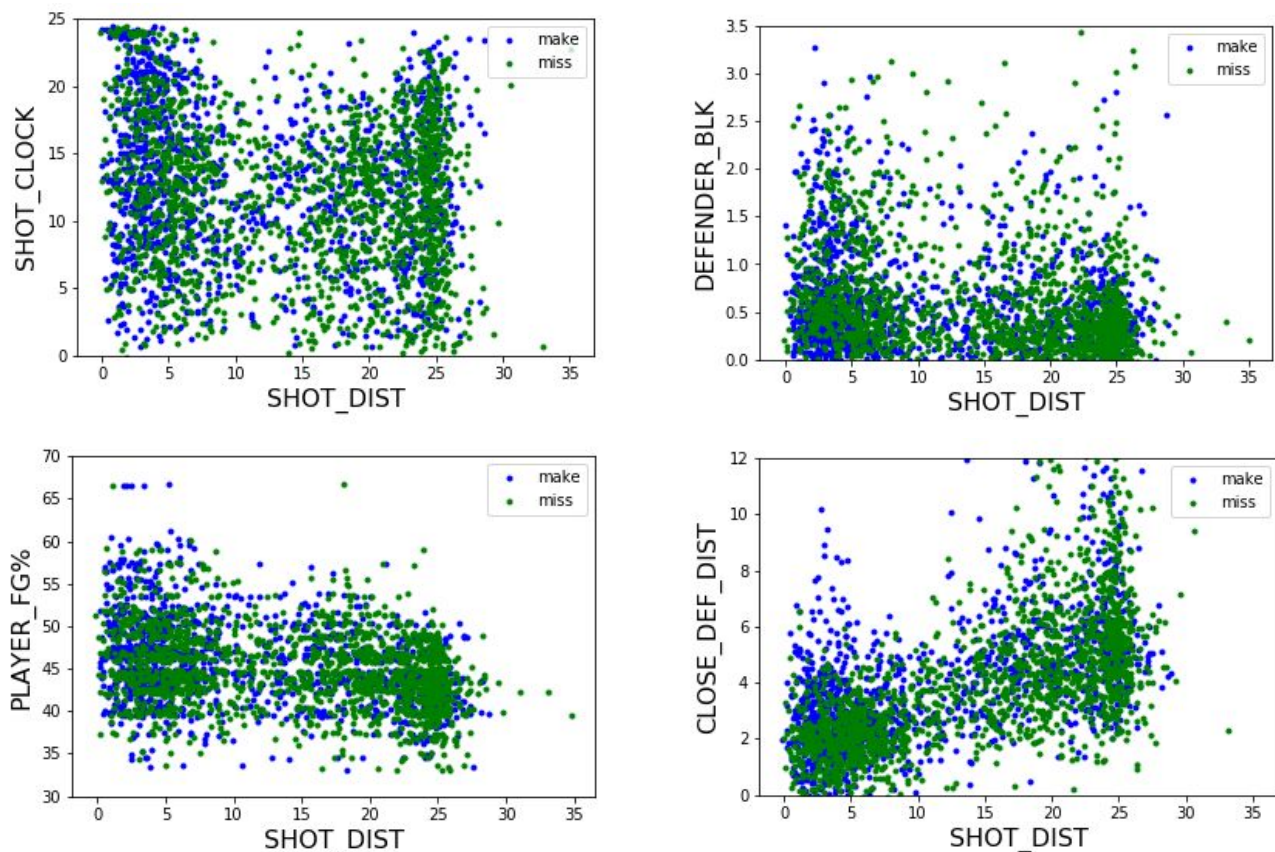 25
20
15
10
5
0
SHOT_CLOCK
make
miss
0 5 10 15 20 25 30 35
SHOT_DIST
3.5
3.0
2.5
2.0
1.5
1.0
0.5
0.0
DEFENDER_BLK
make
miss
0 5 10 15 20 25 30 35
SHOT_DIST
70
65
60
55
50
45
40
35
30
PLAYER_FG%
make
miss
0 5 10 15 20 25 30 35
SHOT_DIST
12
10
8
6
4
2
0
CLOSE_DEF_DIST
make
miss
0 5 10 15 20 25 30 35
SHOT_DIST